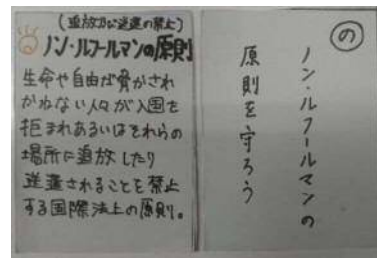 (追放及び送還の禁止)
ノン・ルフールマンの原則
生命や自由が脅かされ
かねない人々が入国を
拒まれあるいはそれらの
場所に追放したり
送還されることを禁止
する国際法上の原則。
の
ノン・ルフールマンの
原則を守ろう